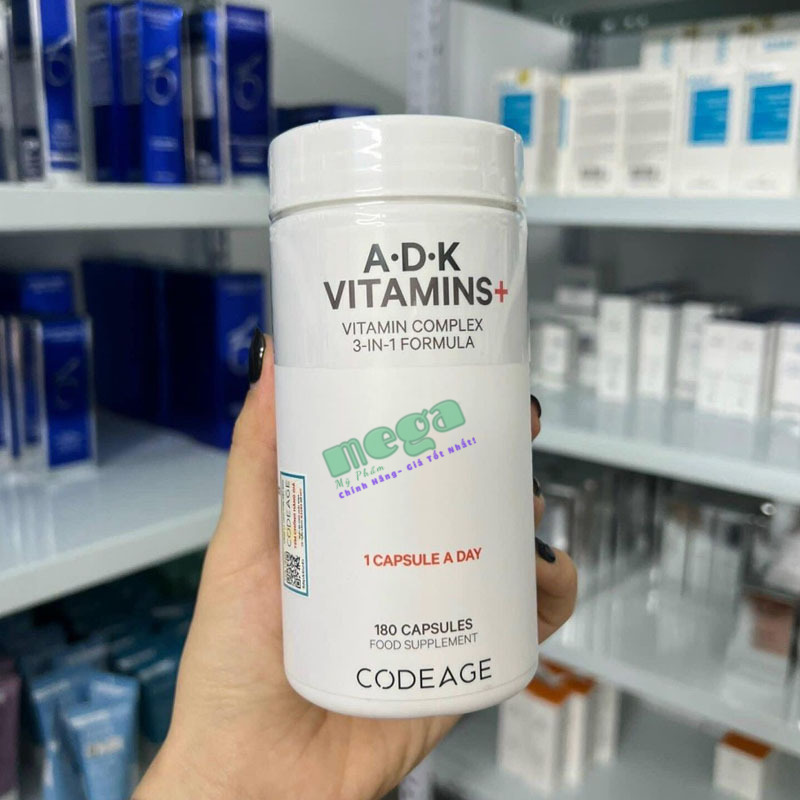 A·D·K
VITAMINS+
VITAMIN COMPLEX
3-IN-1 FORMULA
mega
Mỹ Phẩm
Chính Hãng- Giá Tốt Nhất!
CODEAGE
1 CAPSULE A DAY
180 CAPSULES
FOOD SUPPLEMENT
CODEAGE